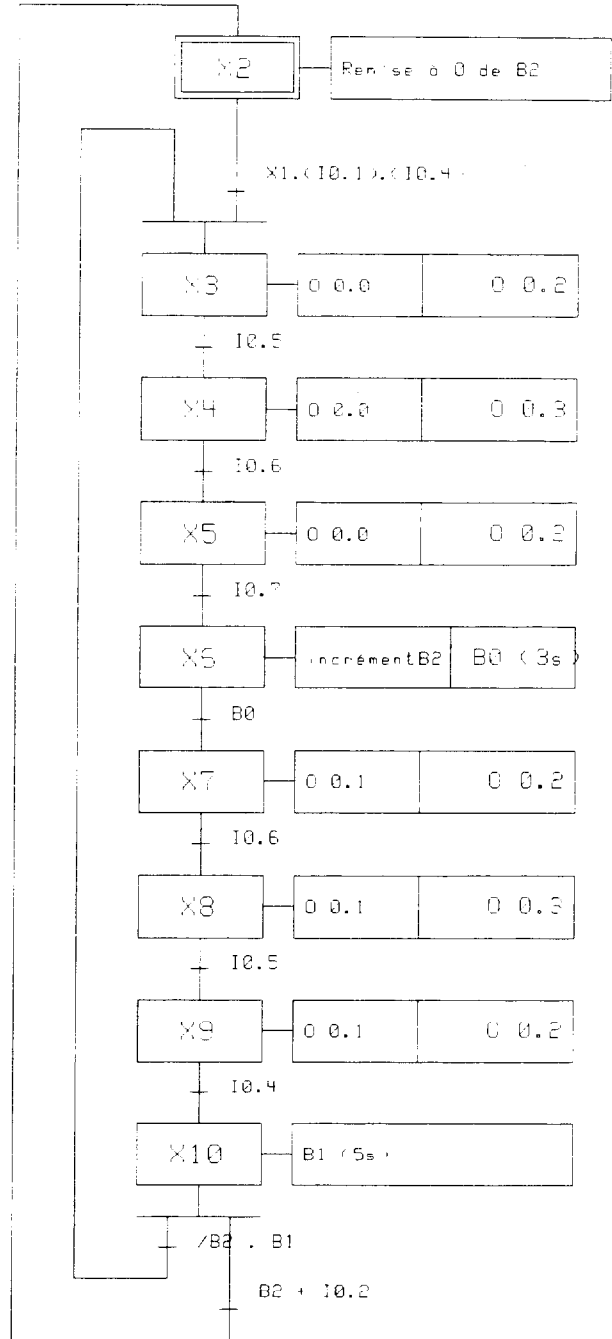 X2 Remise à 0 de B2
X1.(I0.1).(I0.4
X3 O 0.0 O 0.2
I0.5
X4 O 0.0 O 0.3
I0.6
X5 O 0.0 O 0.2
I0.7
X6 incrément B2 B0 (3s)
B0
X7 O 0.1 O 0.2
I0.6
X8 O 0.1 O 0.3
I0.5
X9 O 0.1 O 0.2
I0.4
X10 B1 (5s)
/B2 . B1
B2 + I0.2